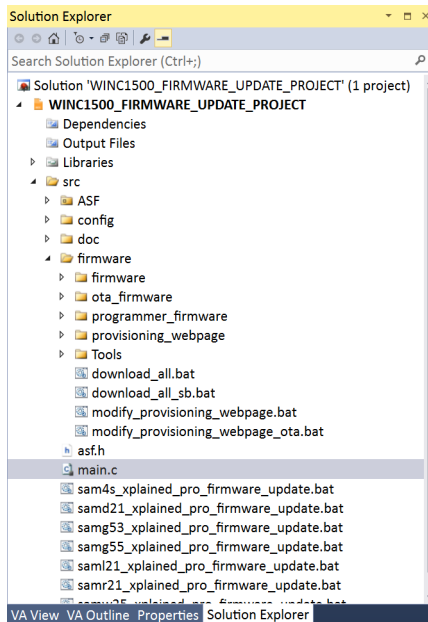 Solution Explorer
Search Solution Explorer (Ctrl+;)
Solution 'WINC1500_FIRMWARE_UPDATE_PROJECT' (1 project)
WINC1500_FIRMWARE_UPDATE_PROJECT
Dependencies
Output Files
Libraries
src
ASF
config
doc
firmware
firmware
ota_firmware
programmer_firmware
provisioning_webpage
Tools
download_all.bat
download_all_sb.bat
modify_provisioning_webpage.bat
modify_provisioning_webpage_ota.bat
asf.h
main.c
sam4s_xplained_pro_firmware_update.bat
samd21_xplained_pro_firmware_update.bat
samg53_xplained_pro_firmware_update.bat
samg55_xplained_pro_firmware_update.bat
saml21_xplained_pro_firmware_update.bat
samr21_xplained_pro_firmware_update.bat
samw25_xplained_pro_firmware_update.bat
VA View VA Outline Properties Solution Explorer